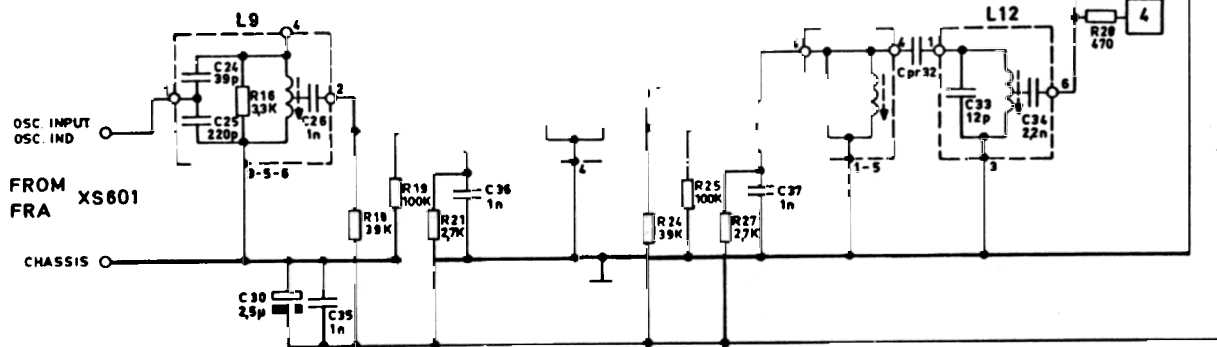 L9
4
C24
39p
1
R16
3,3K
2
C25
220p
C26
1n
OSC. INPUT
OSC. IND
3-5-6
FROM
FRA
XS601
R18
39K
R19
100K
R21
2,7K
C36
1n
CHASSIS
C30
2,5µ
C35
1n
4
R24
39K
R25
100K
R27
2,7K
C37
1n
4
Cpr32
1-5
L12
1
C33
12p
C34
2,2n
6
3
R28
470
4